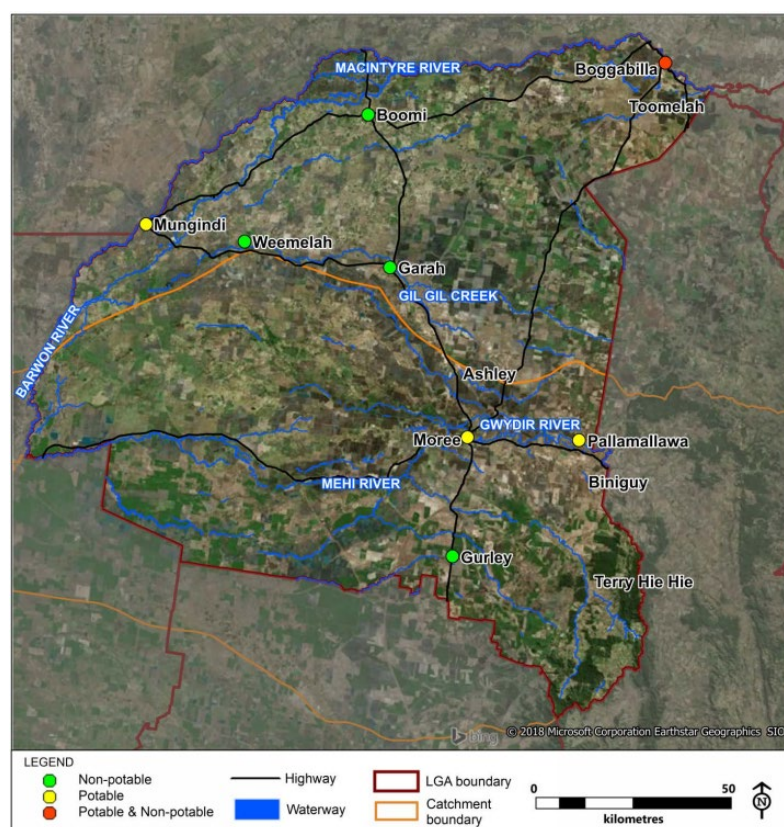 MACINTYRE RIVER
Boggabilla
Toomelah
Boomi
Mungindi
Weemelah
Garah
GIL GIL CREEK
BARWON RIVER
Ashley
GWYDIR RIVER
Moree
Pallamallawa
MEHI RIVER
Biniguy
Gurley
Terry Hie Hie
bing
© 2018 Microsoft Corporation Earthstar Geographics SIO
LEGEND
Non-potable
Potable
Potable & Non-potable
Highway
Waterway
LGA boundary
Catchment
boundary
0 50
kilometres
N